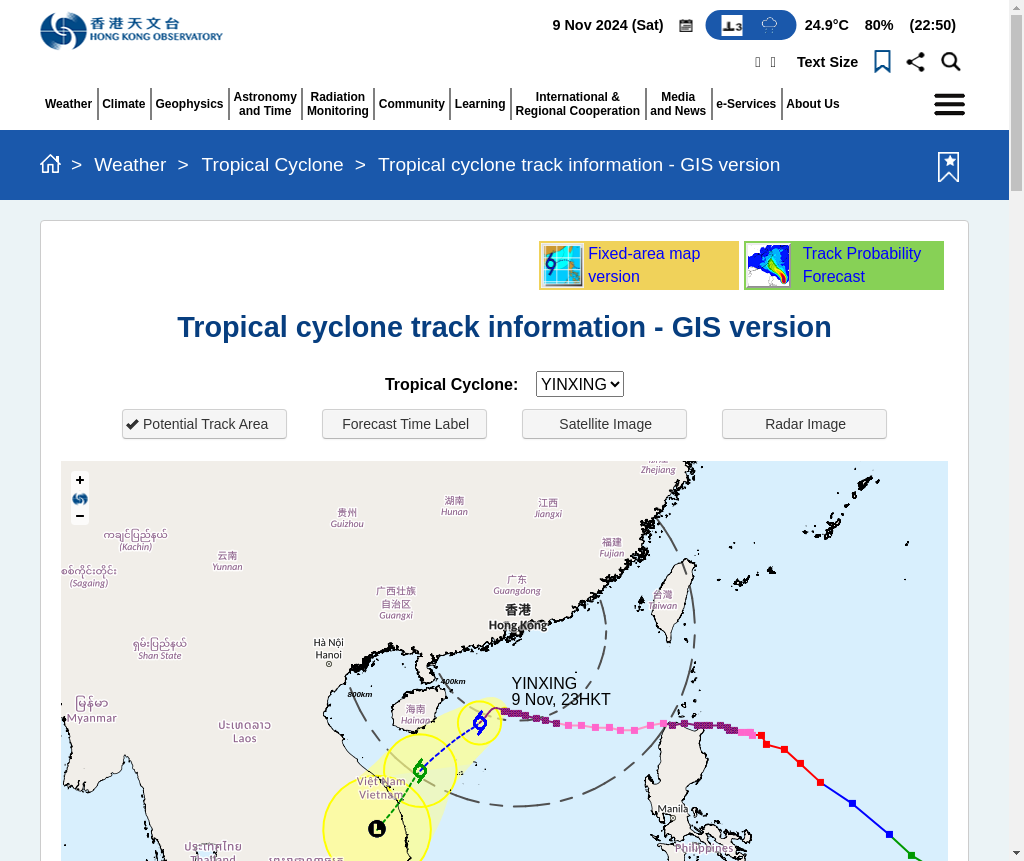 香港天文台
HONG KONG OBSERVATORY
9 Nov 2024 (Sat)
3
24.9°C
80%
(22:50)
Text Size
Weather
Climate
Geophysics
Astronomy
and Time
Radiation
Monitoring
Community
Learning
International &
Regional Cooperation
Media
and News
e-Services
About Us
> Weather > Tropical Cyclone > Tropical cyclone track information - GIS version
Fixed-area map
version
Track Probability
Forecast
Tropical cyclone track information - GIS version
Tropical Cyclone: YINXING
Potential Track Area
Forecast Time Label
Satellite Image
Radar Image
+
−
Zhejiang
湖南
Hunan
江西
Jiangxi
贵州
Guizhou
ကချင်ပြည်နယ်
(Kachin)
福建
Fujian
云南
Yunnan
စစ်ကိုင်းတိုင်း
(Sagaing)
广东
Guangdong
广西壮族
自治区
Guangxi
台灣
Taiwan
香港
Hong Kong
Hà Nội
Hanoi
ရှမ်းပြည်နယ်
Shan State
400km
800km
YINXING
9 Nov, 23HKT
မြန်မာ
Myanmar
海南
Hainan
ປະເທດລາວ
Laos
Việt Nam
Vietnam
L
Manila
Philippines
ประเทศไทย
Thailand